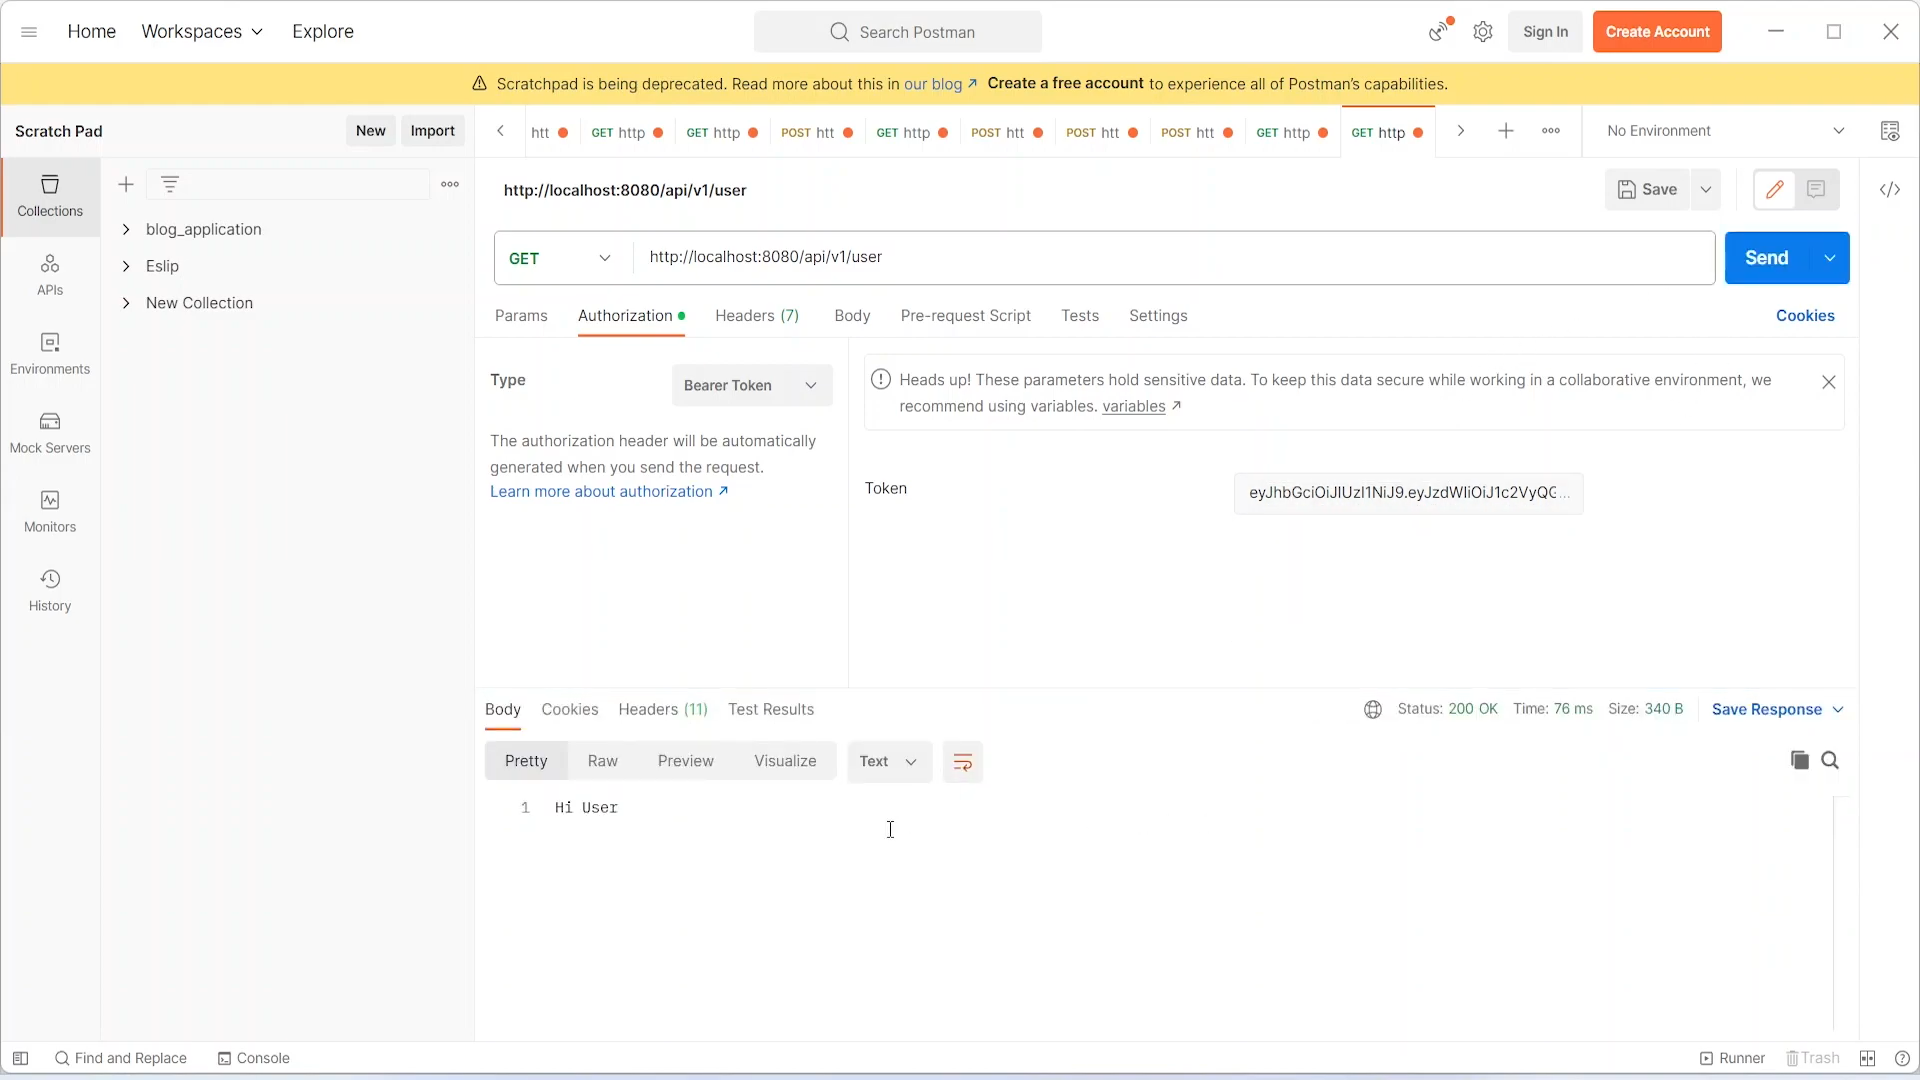 Home Workspaces Explore Search Postman Sign In Create Account
Scratchpad is being deprecated. Read more about this in our blog ↗ Create a free account to experience all of Postman's capabilities.
Scratch Pad New Import htt GET http GET http POST htt GET http POST htt POST htt POST htt GET http GET http No Environment
Collections
APIs
Environments
Mock Servers
Monitors
History
blog_application
Eslip
New Collection
http://localhost:8080/api/v1/user Save
GET http://localhost:8080/api/v1/user Send
Params Authorization Headers (7) Body Pre-request Script Tests Settings Cookies
Type Bearer Token
The authorization header will be automatically
generated when you send the request.
Learn more about authorization ↗
Heads up! These parameters hold sensitive data. To keep this data secure while working in a collaborative environment, we
recommend using variables. variables ↗
Token eyJhbGciOiJIUzI1NiJ9.eyJzdWIiOiJ1c2VyQG...
Body Cookies Headers (11) Test Results Status: 200 OK Time: 76 ms Size: 340 B Save Response
Pretty Raw Preview Visualize Text
1 Hi User
Find and Replace Console Runner Trash